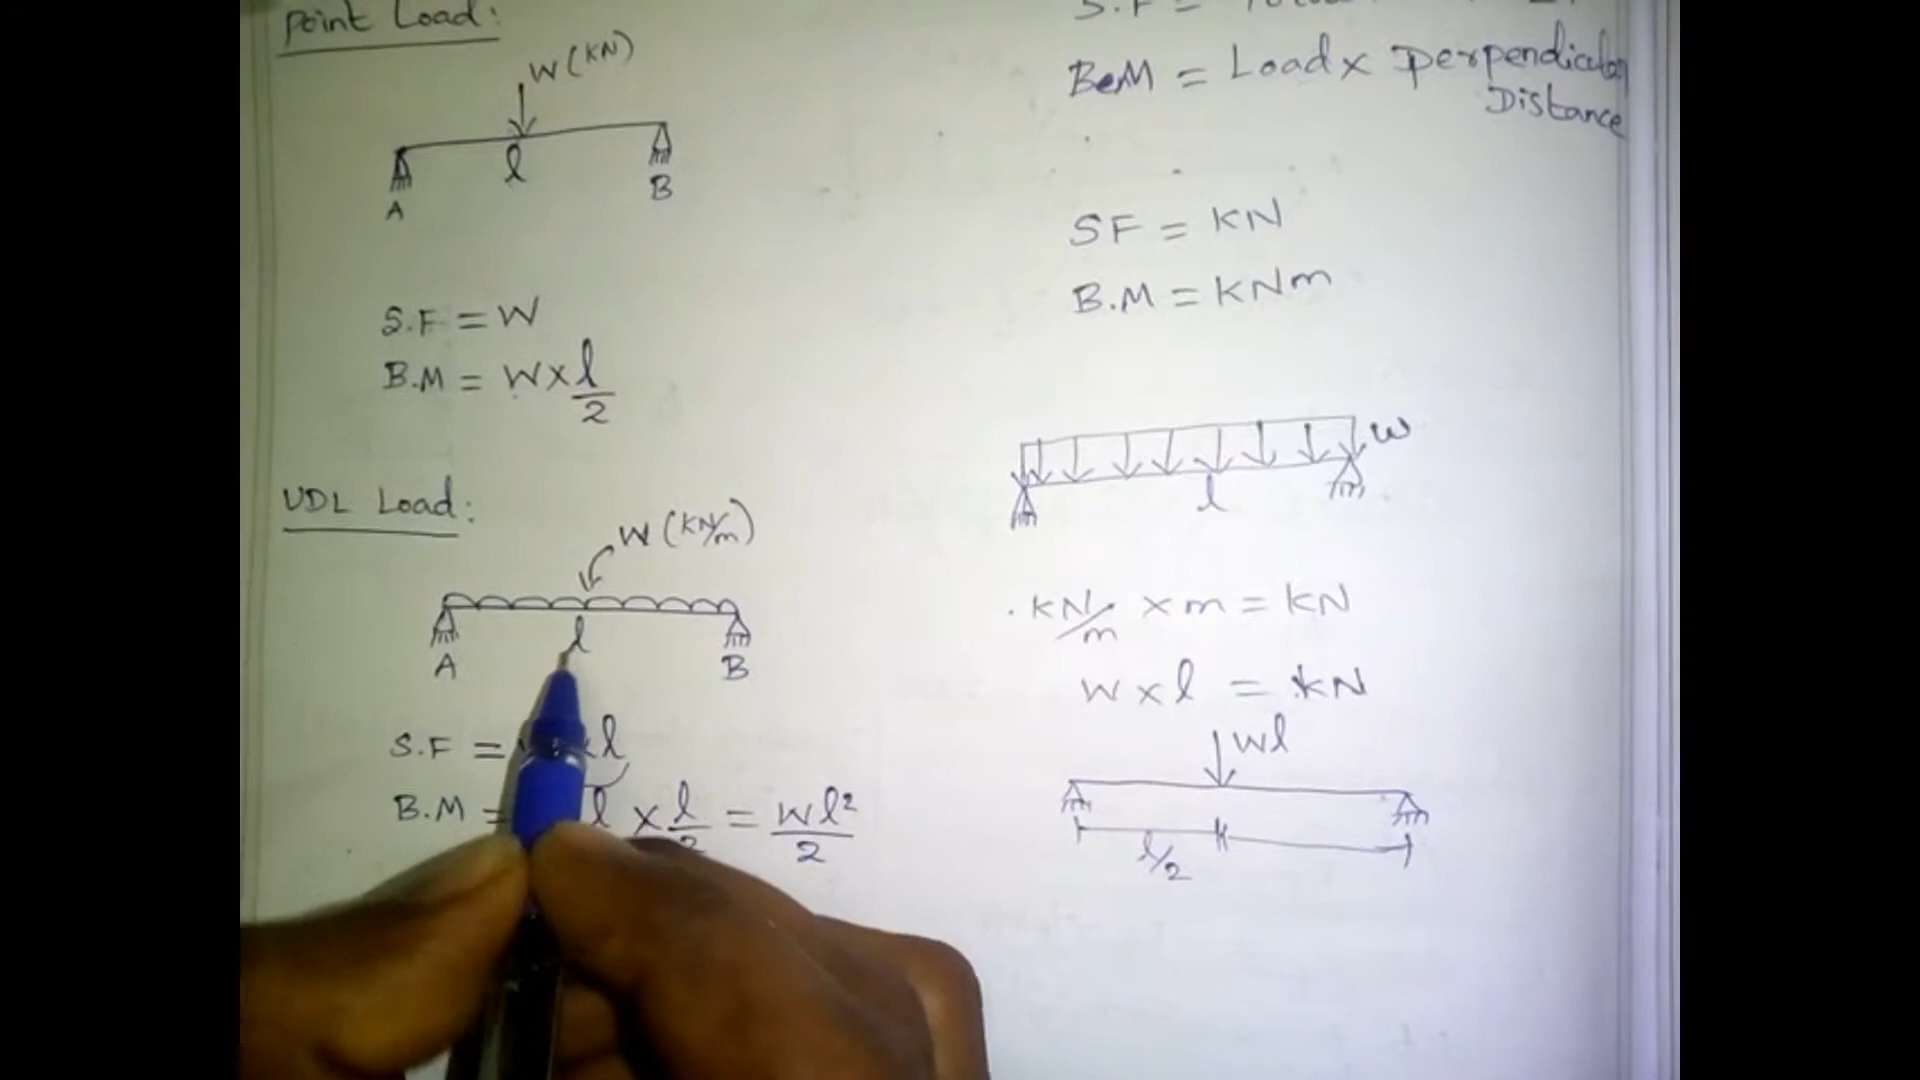 Point Load:
W (KN)
l
A
B
S.F = W
B.M = W x l/2
UDL Load:
W (KN/m)
l
A
B
S.F = l
B.M = l x l/2 = wl²/2
S.F =
B.M = Load x Perpendicular
Distance
SF = KN
B.M = KNm
w
l
KN/m x m = KN
W x l = KN
Wl
l/2